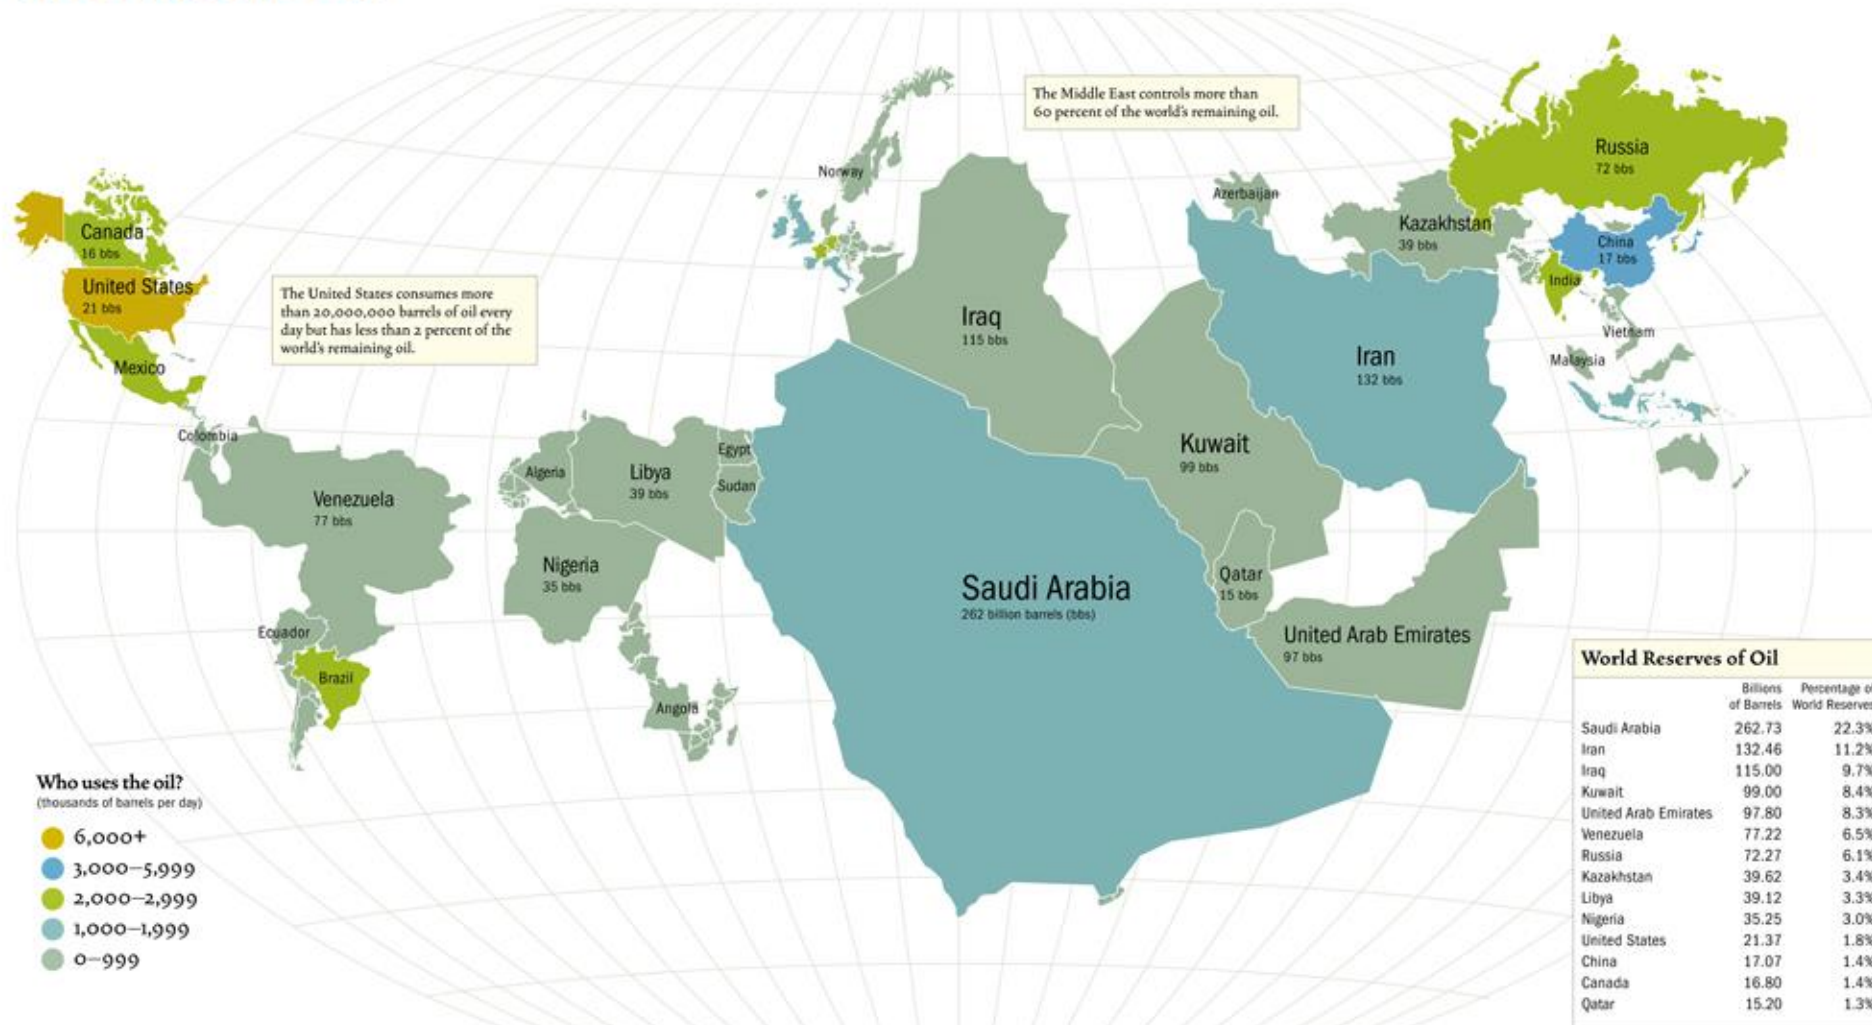 The Middle East controls more than
60 percent of the world's remaining oil.
Russia
72 bbs
Norway
Azerbaijan
Kazakhstan
39 bbs
Canada
16 bbs
China
17 bbs
United States
21 bbs
India
The United States consumes more
than 20,000,000 barrels of oil every
day but has less than 2 percent of the
world's remaining oil.
Iraq
115 bbs
Vietnam
Iran
132 bbs
Malaysia
Mexico
Colombia
Kuwait
99 bbs
Egypt
Algeria
Libya
39 bbs
Sudan
Venezuela
77 bbs
Nigeria
35 bbs
Qatar
15 bbs
Saudi Arabia
262 billion barrels (bbs)
Ecuador
United Arab Emirates
97 bbs
Brazil
Angola
World Reserves of Oil
Billions Percentage of
of Barrels World Reserves
Saudi Arabia 262.73 22.3%
Iran 132.46 11.2%
Iraq 115.00 9.7%
Kuwait 99.00 8.4%
United Arab Emirates 97.80 8.3%
Venezuela 77.22 6.5%
Russia 72.27 6.1%
Kazakhstan 39.62 3.4%
Libya 39.12 3.3%
Nigeria 35.25 3.0%
United States 21.37 1.8%
China 17.07 1.4%
Canada 16.80 1.4%
Qatar 15.20 1.3%
Who uses the oil?
(thousands of barrels per day)
6,000+
3,000–5,999
2,000–2,999
1,000–1,999
0–999